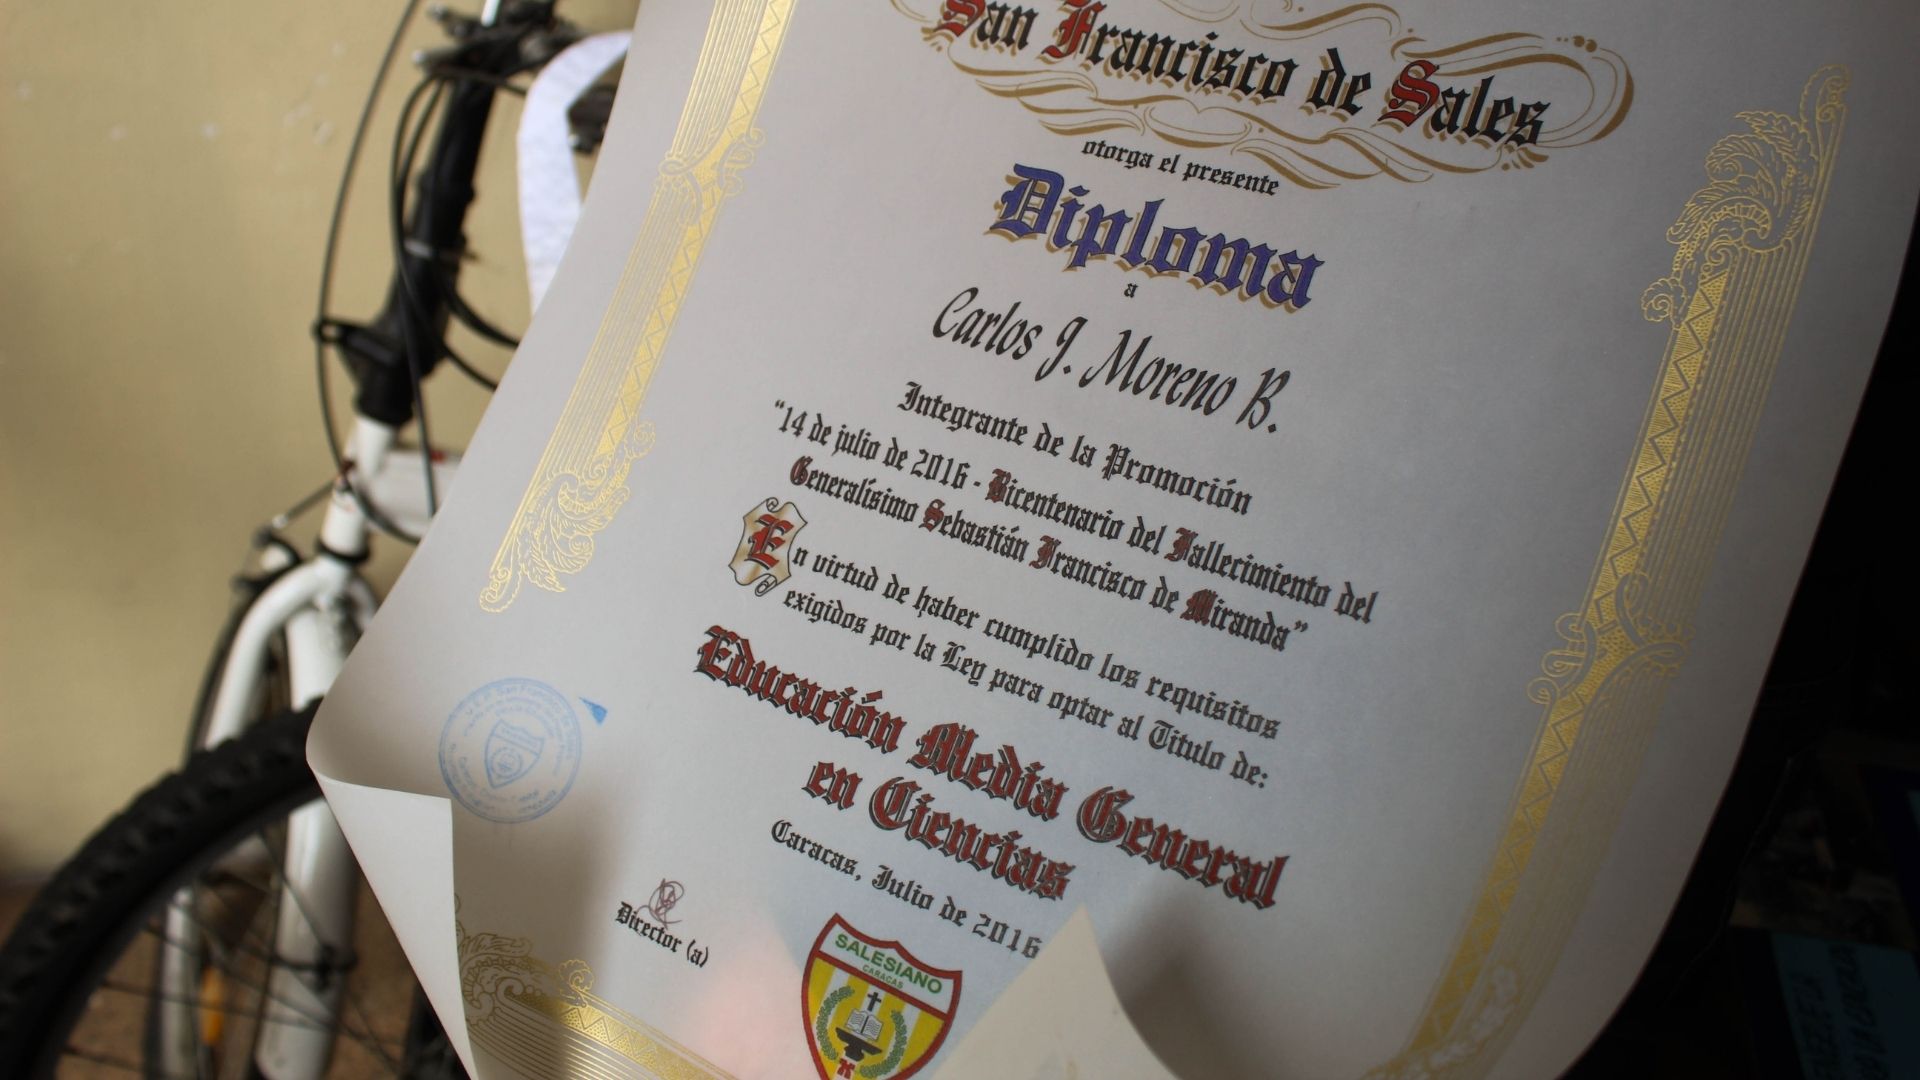 San Francisco de Sales
otorga el presente
Diploma
a
Carlos J. Moreno B.
Integrante de la Promoción
"14 de julio de 2016 - Bicentenario del Fallecimiento del
Generalísimo Sebastián Francisco de Miranda"
En virtud de haber cumplido los requisitos
exigidos por la Ley para optar al Titulo de:
Educación Media General
en Ciencias
Caracas, Julio de 2016
Director (a)
SALESIANO
CARACAS